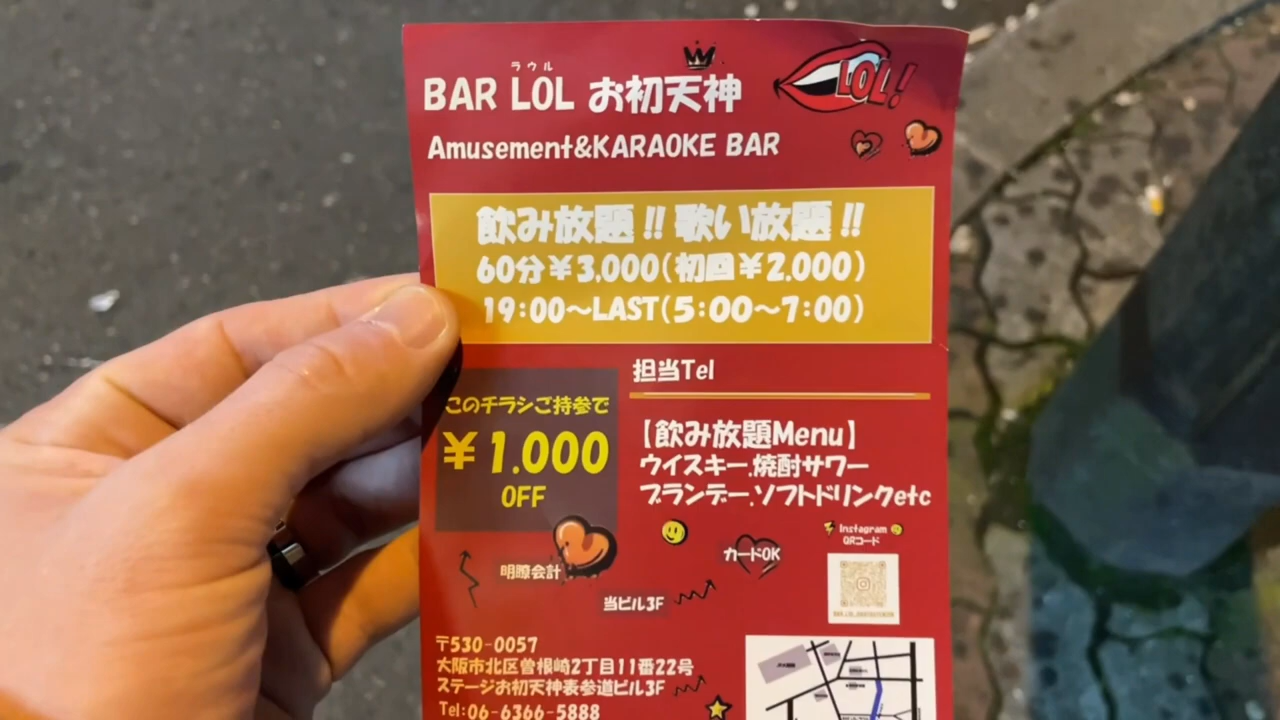 ラウル
BAR LOL お初天神
LOL!
Amusement&KARAOKE BAR
飲み放題!! 歌い放題!!
60分¥3,000(初回¥2,000)
19:00～LAST(5:00～7:00)
担当Tel
このチラシご持参で
¥1.000
OFF
【飲み放題Menu】
ウイスキー.焼酎サワー
ブランデー.ソフトドリンクetc
Instagram
QRコード
カードOK
明瞭会計
当ビル3F
〒530-0057
大阪市北区曽根崎2丁目11番22号
ステージお初天神表参道ビル3F
Tel:06-6366-5888